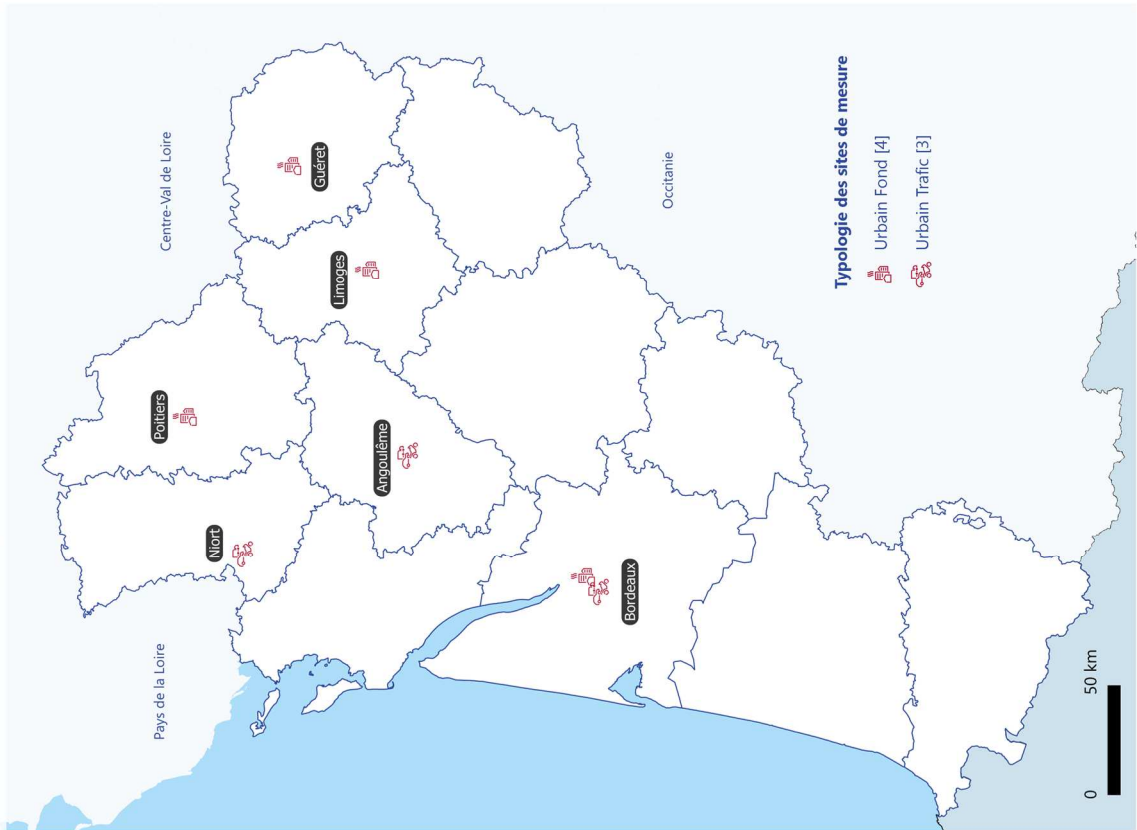 Centre-Val de Loire
Pays de la Loire
Occitanie
Poitiers
Niort
Guéret
Limoges
Angoulême
Bordeaux
Typologie des sites de mesure
Urbain Fond [4]
Urbain Trafic [3]
0
50 km